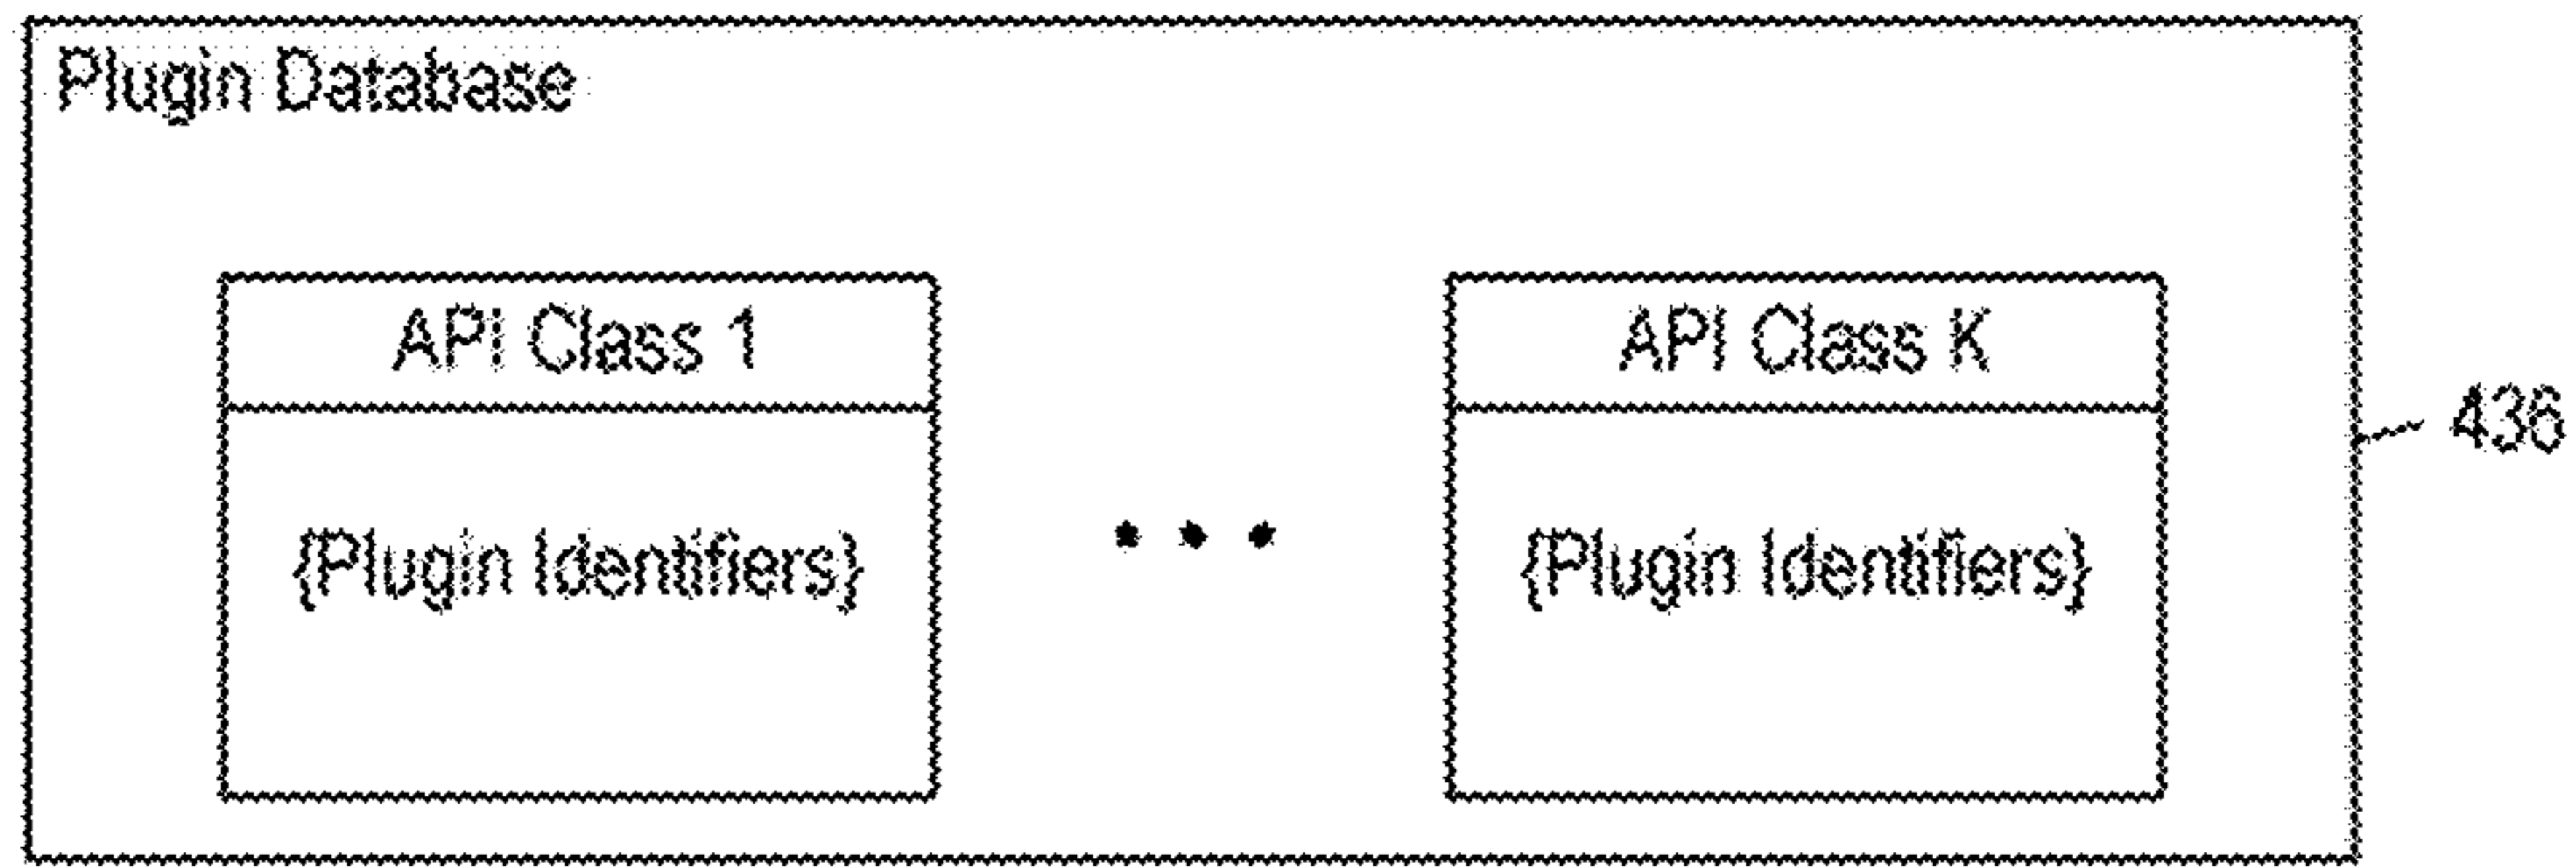 Plugin Database
API Class 1
API Class K
436
{Plugin Identifiers}
• • •
{Plugin Identifiers}